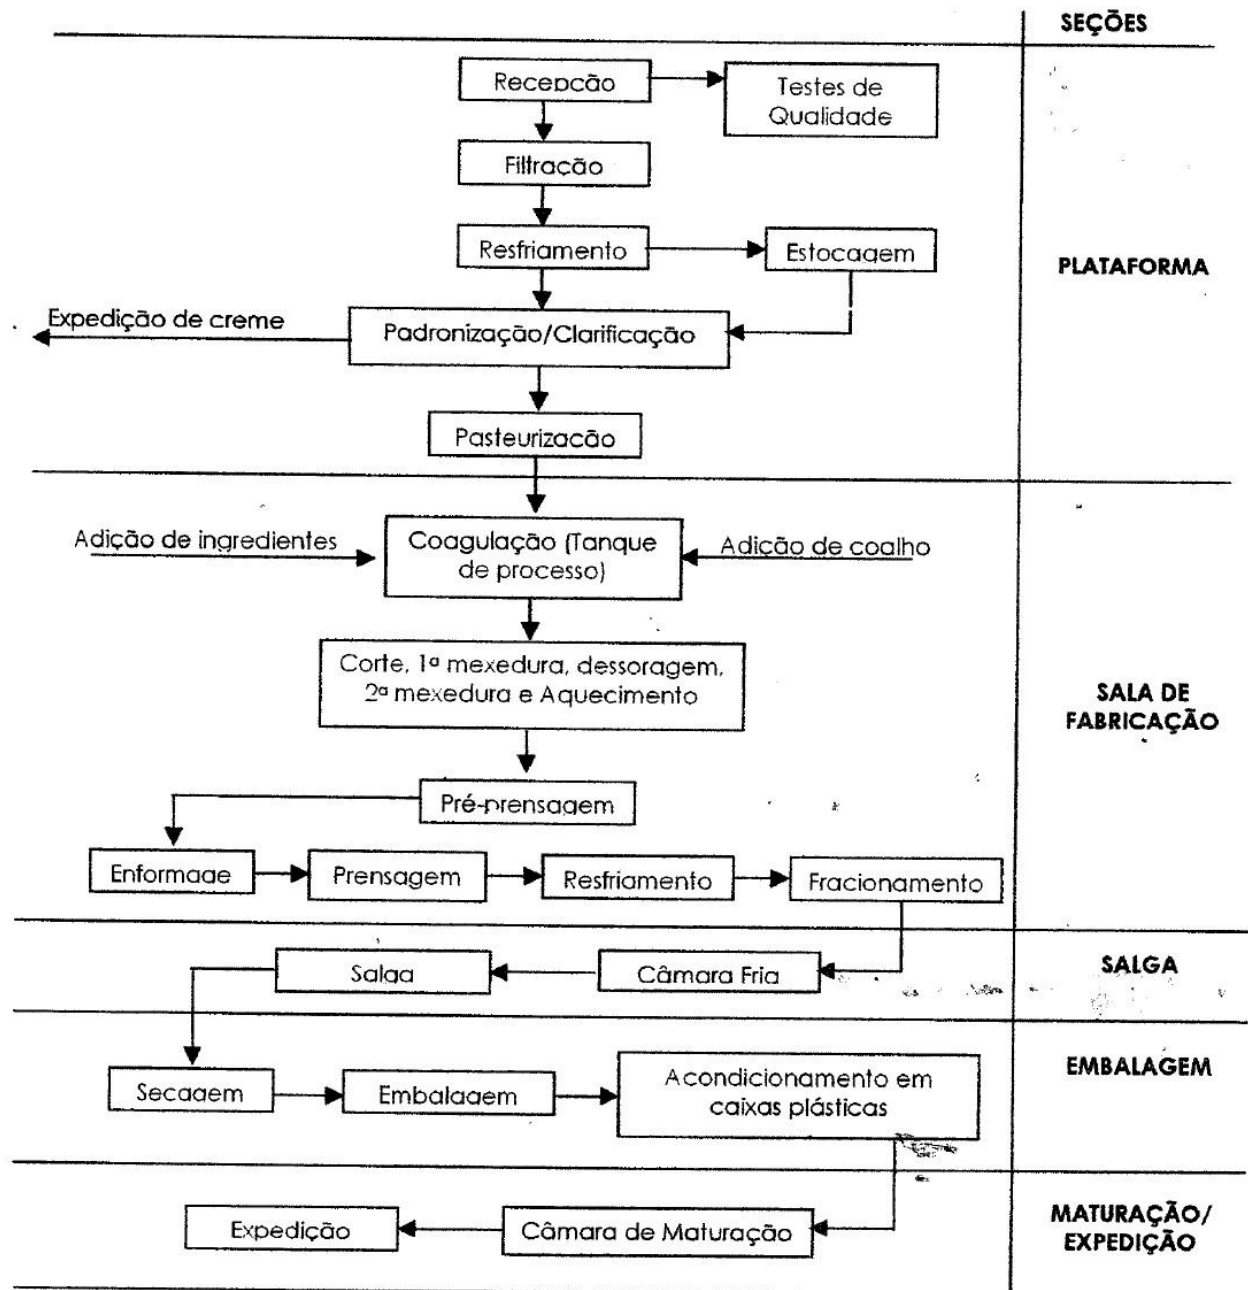 SEÇÕES
Recepção
Testes de
Qualidade
Filtração
Resfriamento
Estocagem
PLATAFORMA
Expedição de creme
Padronização/Clarificação
Pasteurização
Adição de ingredientes
Coagulação (Tanque
de processo)
Adição de coalho
Corte, 1ª mexedura, dessoragem,
2ª mexedura e Aquecimento
SALA DE
FABRICAÇÃO
Pré-prensagem
Enformage
Prensagem
Resfriamento
Fracionamento
Salga
Câmara Fria
SALGA
Secagem
Embalagem
Acondicionamento em
caixas plásticas
EMBALAGEM
Expedição
Câmara de Maturação
MATURAÇÃO/
EXPEDIÇÃO